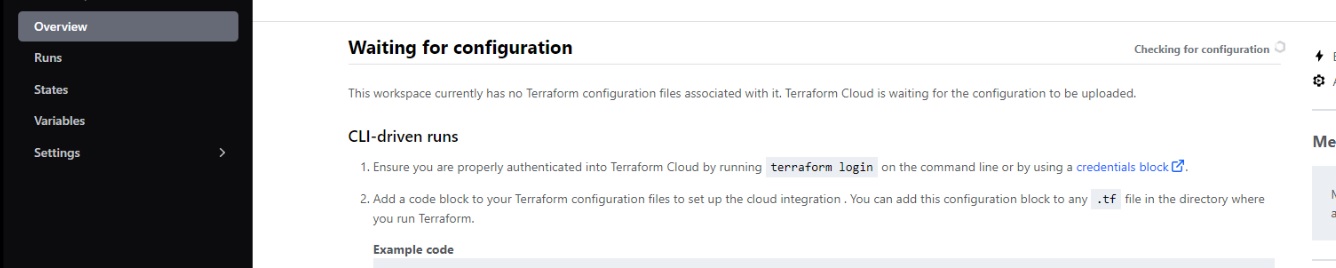 Overview
Runs
States
Variables
Settings
Waiting for configuration
Checking for configuration
This workspace currently has no Terraform configuration files associated with it. Terraform Cloud is waiting for the configuration to be uploaded.
CLI-driven runs
1. Ensure you are properly authenticated into Terraform Cloud by running terraform login on the command line or by using a credentials block.
2. Add a code block to your Terraform configuration files to set up the cloud integration . You can add this configuration block to any .tf file in the directory where
you run Terraform.
Example code
Me